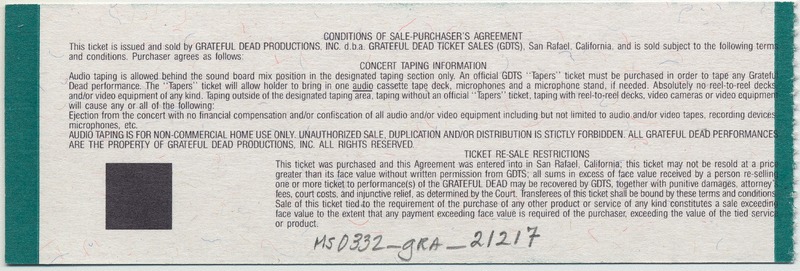 CONDITIONS OF SALE-PURCHASER'S AGREEMENT
This ticket is issued and sold by GRATEFUL DEAD PRODUCTIONS, INC. d.b.a. GRATEFUL DEAD TICKET SALES (GDTS), San Rafael, California, and is sold subject to the following terms
and conditions. Purchaser agrees as follows:
CONCERT TAPING INFORMATION
Audio taping is allowed behind the sound board mix position in the designated taping section only. An official GDTS "Tapers" ticket must be purchased in order to tape any Grateful
Dead performance. The "Tapers" ticket will allow holder to bring in one audio cassette tape deck, microphones and a microphone stand, if needed. Absolutely no reel-to-reel decks
and/or video equipment of any kind. Taping outside of the designated taping area, taping without an official "Tapers" ticket, taping with reel-to-reel decks, video cameras or video equipment
will cause any or all of the following:
Ejection from the concert with no financial compensation and/or confiscation of all audio and/or video equipment including but not limited to audio and/or video tapes, recording devices,
microphones, etc.
AUDIO TAPING IS FOR NON-COMMERCIAL HOME USE ONLY. UNAUTHORIZED SALE, DUPLICATION AND/OR DISTRIBUTION IS STICTLY FORBIDDEN. ALL GRATEFUL DEAD PERFORMANCES
ARE THE PROPERTY OF GRATEFUL DEAD PRODUCTIONS, INC. ALL RIGHTS RESERVED.
TICKET RE-SALE RESTRICTIONS
This ticket was purchased and this Agreement was entered into in San Rafael, California; this ticket may not be resold at a price
greater than its face value without written permission from GDTS; all sums in excess of face value received by a person re-selling
one or more ticket to performance(s) of the GRATEFUL DEAD may be recovered by GDTS, together with punitive damages, attorney's
fees, court costs, and injunctive relief, as determined by the Court. Transferees of this ticket shall be bound by these terms and conditions.
Sale of this ticket tied to the requirement of the purchase of any other product or service of any kind constitutes a sale exceeding
face value to the extent that any payment exceeding face value is required of the purchaser, exceeding the value of the tied service
or product.
MS0332_GRA_21217